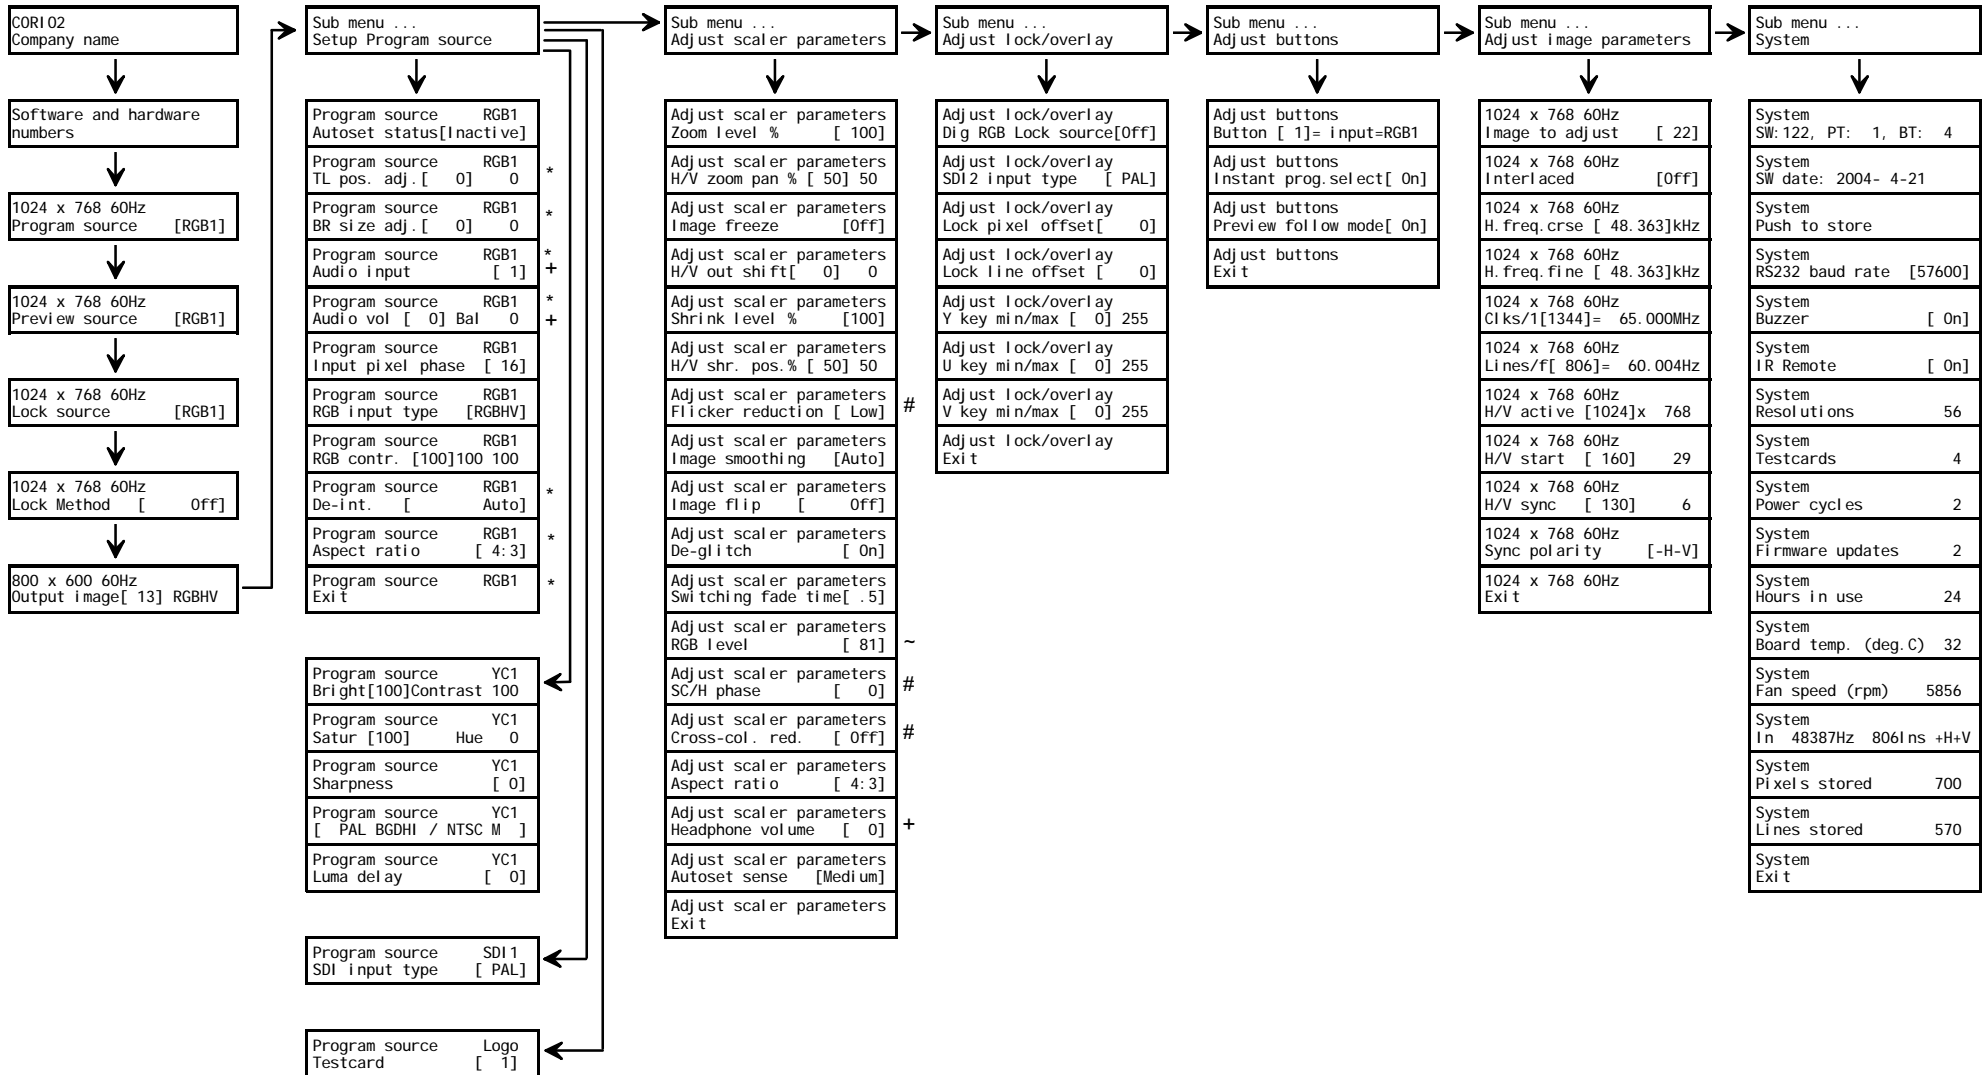 CORIO2
Company name
Software and hardware
numbers
1024 x 768 60Hz
Program source [RGB1]
1024 x 768 60Hz
Preview source [RGB1]
1024 x 768 60Hz
Lock source [RGB1]
1024 x 768 60Hz
Lock Method [ Off]
800 x 600 60Hz
Output image[ 13] RGBHV
Sub menu ...
Setup Program source
Program source RGB1
Autoset status[Inactive]
Program source RGB1
TL pos. adj.[ 0] 0
*
Program source RGB1
BR size adj.[ 0] 0
*
Program source RGB1
Audio input [ 1]
*
+
Program source RGB1
Audio vol [ 0] Bal 0
*
+
Program source RGB1
Input pixel phase [ 16]
Program source RGB1
RGB input type [RGBHV]
Program source RGB1
RGB contr. [100]100 100
Program source RGB1
De-int. [ Auto]
*
Program source RGB1
Aspect ratio [ 4:3]
*
Program source RGB1
Exit
*
Program source YC1
Bright[100]Contrast 100
Program source YC1
Satur [100] Hue 0
Program source YC1
Sharpness [ 0]
Program source YC1
[ PAL BGDHI / NTSC M ]
Program source YC1
Luma delay [ 0]
Program source SDI1
SDI input type [ PAL]
Program source Logo
Testcard [ 1]
Sub menu ...
Adjust scaler parameters
Adjust scaler parameters
Zoom level % [ 100]
Adjust scaler parameters
H/V zoom pan % [ 50] 50
Adjust scaler parameters
Image freeze [Off]
Adjust scaler parameters
H/V out shift[ 0] 0
Adjust scaler parameters
Shrink level % [100]
Adjust scaler parameters
H/V shr. pos.% [ 50] 50
Adjust scaler parameters
Flicker reduction [ Low]
#
Adjust scaler parameters
Image smoothing [Auto]
Adjust scaler parameters
Image flip [ Off]
Adjust scaler parameters
De-glitch [ On]
Adjust scaler parameters
Switching fade time[ .5]
Adjust scaler parameters
RGB level [ 81]
~
Adjust scaler parameters
SC/H phase [ 0]
#
Adjust scaler parameters
Cross-col. red. [ Off]
#
Adjust scaler parameters
Aspect ratio [ 4:3]
Adjust scaler parameters
Headphone volume [ 0]
+
Adjust scaler parameters
Autoset sense [Medium]
Adjust scaler parameters
Exit
Sub menu ...
Adjust lock/overlay
Adjust lock/overlay
Dig RGB Lock source[Off]
Adjust lock/overlay
SDI2 input type [ PAL]
Adjust lock/overlay
Lock pixel offset[ 0]
Adjust lock/overlay
Lock line offset [ 0]
Adjust lock/overlay
Y key min/max [ 0] 255
Adjust lock/overlay
U key min/max [ 0] 255
Adjust lock/overlay
V key min/max [ 0] 255
Adjust lock/overlay
Exit
Sub menu ...
Adjust buttons
Adjust buttons
Button [ 1]= input=RGB1
Adjust buttons
Instant prog.select[ On]
Adjust buttons
Preview follow mode[ On]
Adjust buttons
Exit
Sub menu ...
Adjust image parameters
1024 x 768 60Hz
Image to adjust [ 22]
1024 x 768 60Hz
Interlaced [Off]
1024 x 768 60Hz
H.freq.crse [ 48.363]kHz
1024 x 768 60Hz
H.freq.fine [ 48.363]kHz
1024 x 768 60Hz
Clks/l[1344]= 65.000MHz
1024 x 768 60Hz
Lines/f[ 806]= 60.004Hz
1024 x 768 60Hz
H/V active [1024]x 768
1024 x 768 60Hz
H/V start [ 160] 29
1024 x 768 60Hz
H/V sync [ 130] 6
1024 x 768 60Hz
Sync polarity [-H-V]
1024 x 768 60Hz
Exit
Sub menu ...
System
System
SW:122, PT: 1, BT: 4
System
SW date: 2004- 4-21
System
Push to store
System
RS232 baud rate [57600]
System
Buzzer [ On]
System
IR Remote [ On]
System
Resolutions 56
System
Testcards 4
System
Power cycles 2
System
Firmware updates 2
System
Hours in use 24
System
Board temp. (deg.C) 32
System
Fan speed (rpm) 5856
System
In 48387Hz 806lns +H+V
System
Pixels stored 700
System
Lines stored 570
System
Exit